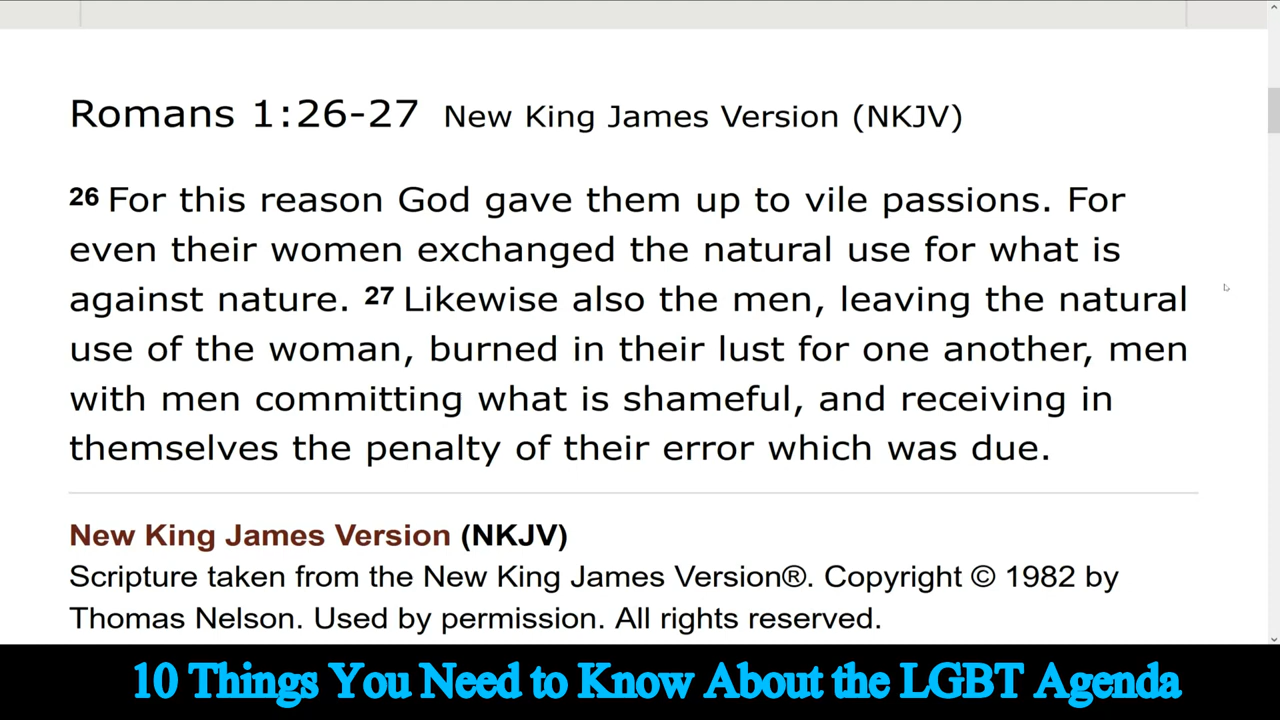 Romans 1:26-27 New King James Version (NKJV)
26 For this reason God gave them up to vile passions. For
even their women exchanged the natural use for what is
against nature. 27 Likewise also the men, leaving the natural
use of the woman, burned in their lust for one another, men
with men committing what is shameful, and receiving in
themselves the penalty of their error which was due.
New King James Version (NKJV)
Scripture taken from the New King James Version®. Copyright © 1982 by
Thomas Nelson. Used by permission. All rights reserved.
10 Things You Need to Know About the LGBT Agenda